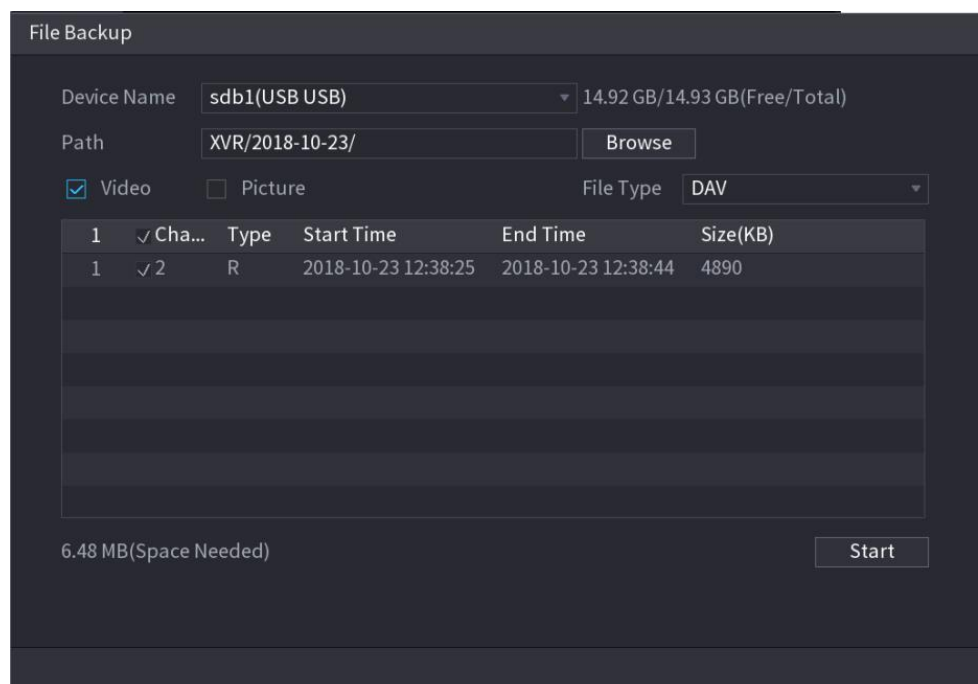 File Backup
Device Name sdb1(USB USB) 14.92 GB/14.93 GB(Free/Total)
Path XVR/2018-10-23/ Browse
Video Picture File Type DAV
1 Cha... Type Start Time End Time Size(KB)
1 2 R 2018-10-23 12:38:25 2018-10-23 12:38:44 4890
6.48 MB(Space Needed) Start